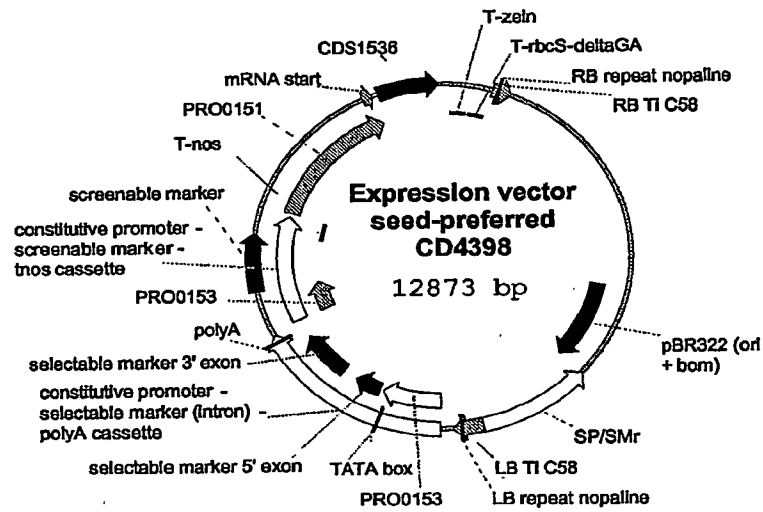 T-zein
CDS1536
T-rbcS-deltaGA
mRNA start
RB repeat nopaline
PRO0151
RB TI C58
T-nos
screenable marker
Expression vector
seed-preferred
CD4398
12873 bp
constitutive promoter -
screenable marker -
tnos cassette
PRO0153
polyA
pBR322 (ori
+ bom)
selectable marker 3' exon
constitutive promoter -
selectable marker (intron) -
polyA cassette
SP/SMr
selectable marker 5' exon
TATA box
LB TI C58
PRO0153
LB repeat nopaline